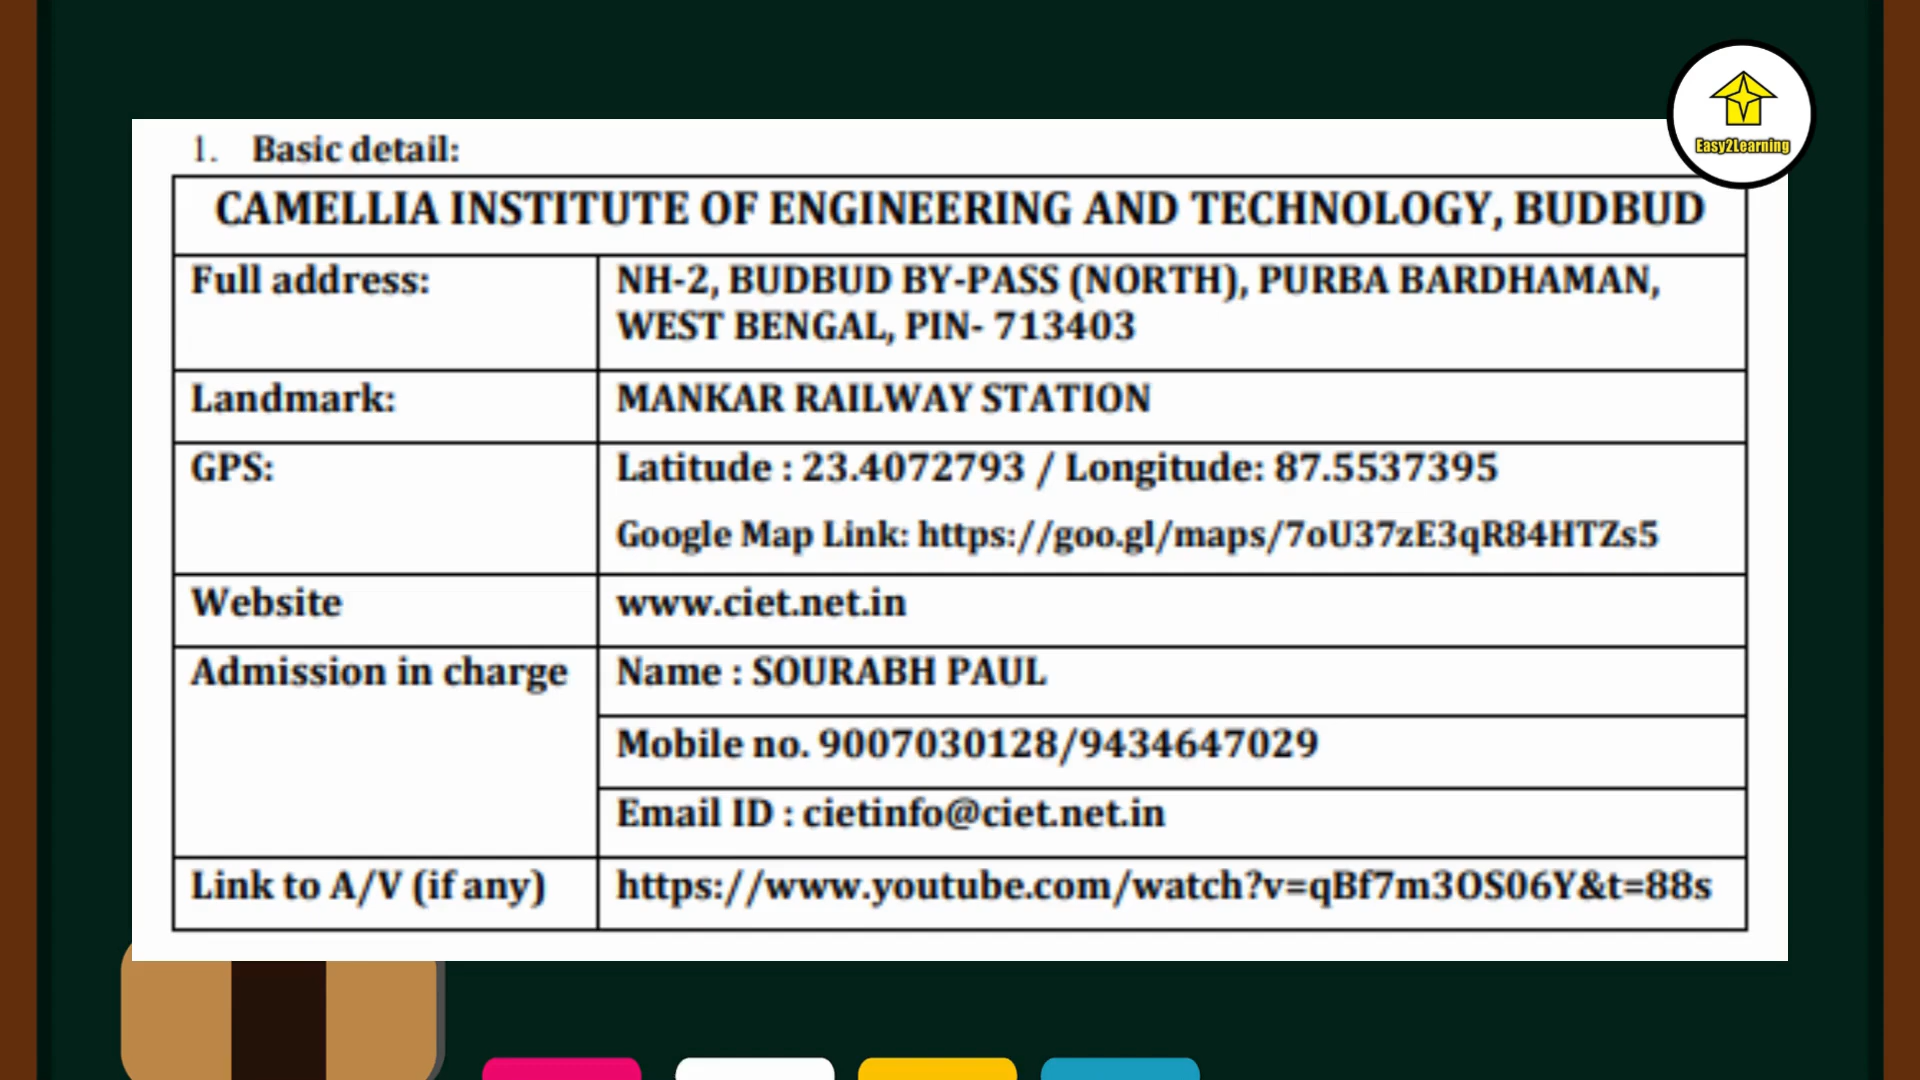 Easy2Learning
1. Basic detail:
CAMELLIA INSTITUTE OF ENGINEERING AND TECHNOLOGY, BUDBUD
Full address: NH-2, BUDBUD BY-PASS (NORTH), PURBA BARDHAMAN,
WEST BENGAL, PIN- 713403
Landmark: MANKAR RAILWAY STATION
GPS: Latitude : 23.4072793 / Longitude: 87.5537395
Google Map Link: https://goo.gl/maps/7oU37zE3qR84HTZs5
Website www.ciet.net.in
Admission in charge Name : SOURABH PAUL
Mobile no. 9007030128/9434647029
Email ID : cietinfo@ciet.net.in
Link to A/V (if any) https://www.youtube.com/watch?v=qBf7m3OS06Y&t=88s